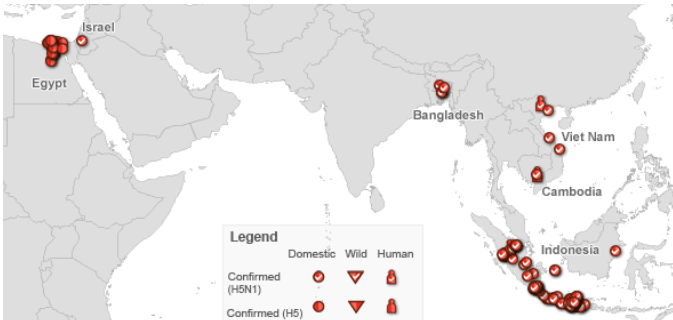 Israel
Egypt
Bangladesh
Viet Nam
Cambodia
Indonesia
Legend
Domestic Wild Human
Confirmed
(H5N1)
Confirmed (H5)